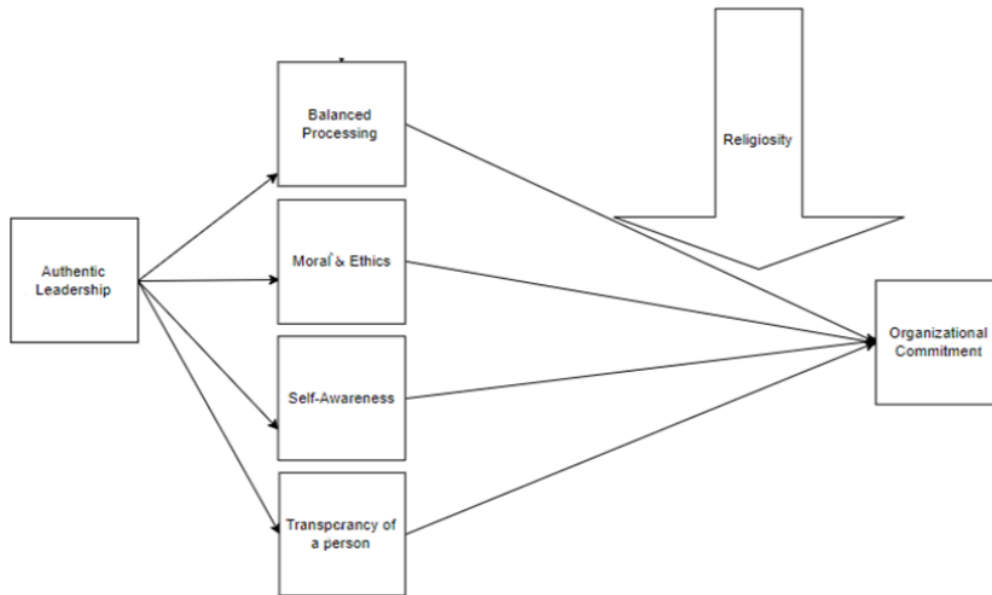 Balanced
Processing
Religiosity
Moral & Ethics
Authentic
Leadership
Organizational
Commitment
Self-Awareness
Transpcrancy of
a person